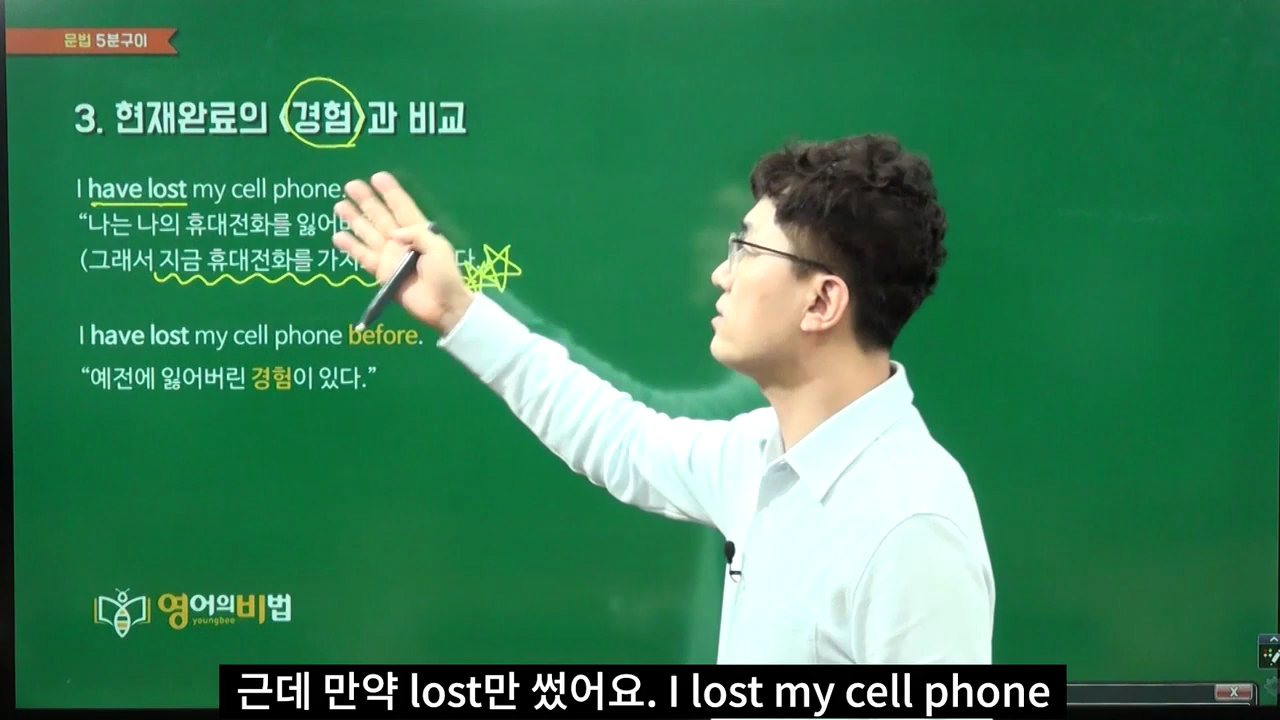 문법 5분구이
3. 현재완료의 <경험>과 비교
I have lost my cell phone.
“나는 나의 휴대전화를
(그래서 지금 휴대전화를
I have lost my cell phone before.
“예전에 잃어버린 경험이 있다.”
영어의비법
youngbee
근데 만약 lost만 썼어요. I lost my cell phone
X